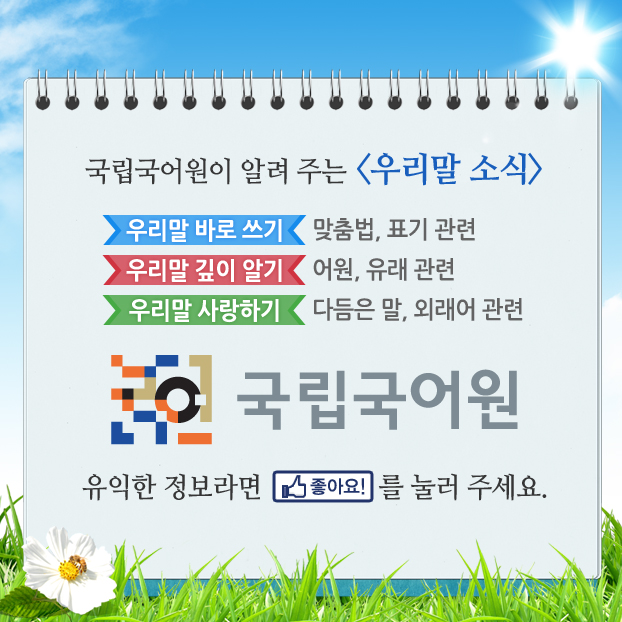 국립국어원이 알려 주는 <우리말 소식>
우리말 바로 쓰기 맞춤법, 표기 관련
우리말 깊이 알기 어원, 유래 관련
우리말 사랑하기 다듬은 말, 외래어 관련
국립국어원
유익한 정보라면 좋아요! 를 눌러 주세요.